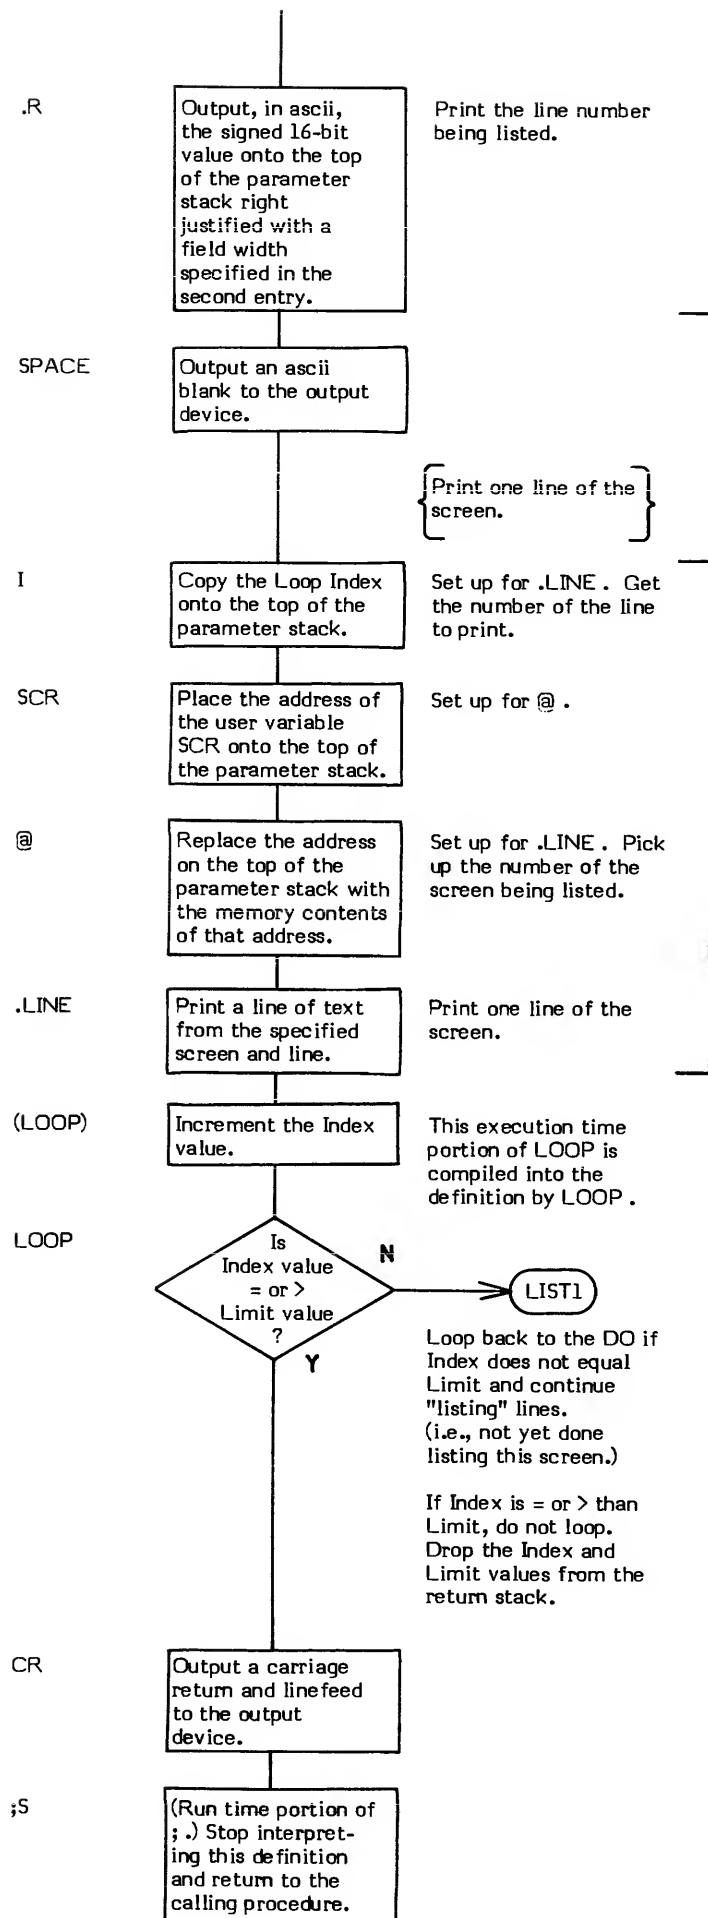 .R
Output, in ascii,
the signed 16-bit
value onto the top
of the parameter
stack right
justified with a
field width
specified in the
second entry.
Print the line number
being listed.
SPACE
Output an ascii
blank to the output
device.
Print one line of the
screen.
I
Copy the Loop Index
onto the top of the
parameter stack.
Set up for .LINE . Get
the number of the line
to print.
SCR
Place the address of
the user variable
SCR onto the top of
the parameter stack.
Set up for @ .
@
Replace the address
on the top of the
parameter stack with
the memory contents
of that address.
Set up for .LINE . Pick
up the number of the
screen being listed.
.LINE
Print a line of text
from the specified
screen and line.
Print one line of the
screen.
(LOOP)
Increment the Index
value.
This execution time
portion of LOOP is
compiled into the
definition by LOOP .
LOOP
Is
Index value
= or >
Limit value
?
N
LIST1
Y
Loop back to the DO if
Index does not equal
Limit and continue
"listing" lines.
(i.e., not yet done
listing this screen.)
If Index is = or > than
Limit, do not loop.
Drop the Index and
Limit values from the
return stack.
CR
Output a carriage
return and linefeed
to the output
device.
;S
(Run time portion of
; .) Stop interpret-
ing this definition
and return to the
calling procedure.